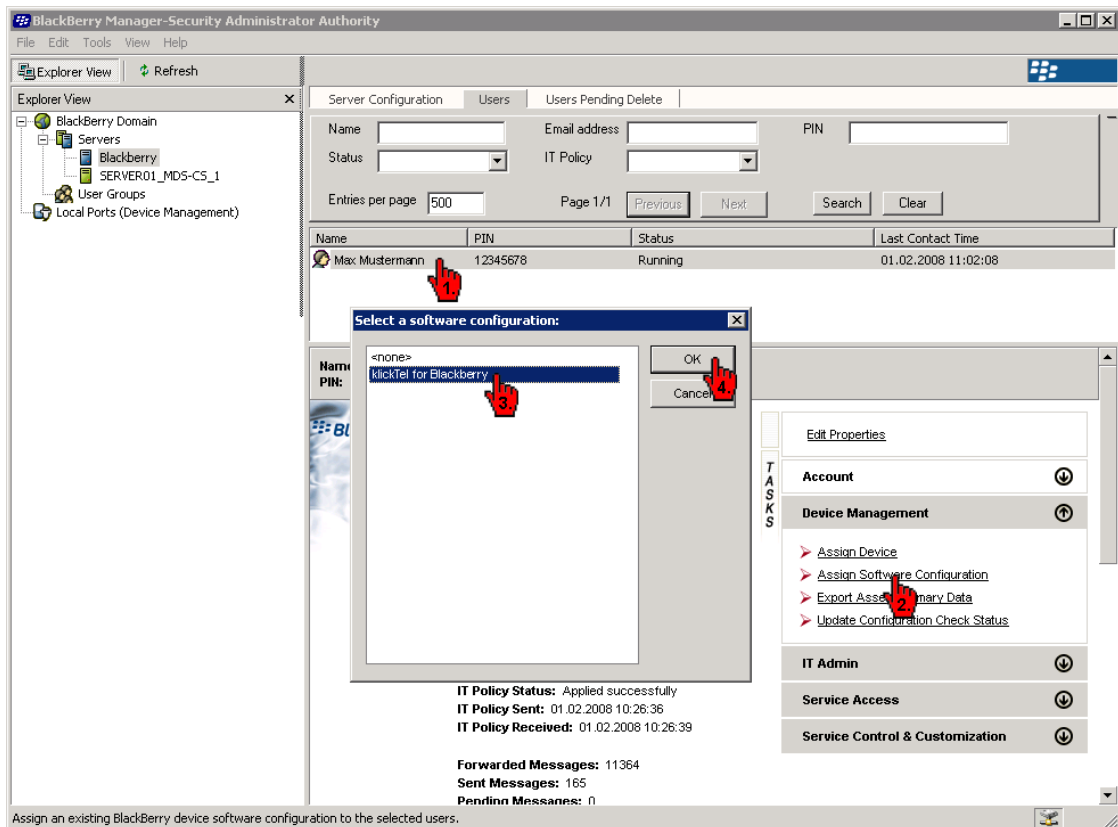 BlackBerry Manager-Security Administrator Authority
File Edit Tools View Help
Explorer View Refresh
Explorer View
BlackBerry Domain
Servers
Blackberry
SERVER01_MDS-CS_1
User Groups
Local Ports (Device Management)
Server Configuration Users Users Pending Delete
Name Email address PIN
Status IT Policy
Entries per page 500 Page 1/1 Previous Next Search Clear
Name PIN Status Last Contact Time
Max Mustermann 12345678 Running 01.02.2008 11:02:08
1.
Select a software configuration:
<none>
klickTel for Blackberry
3.
OK
4.
Cancel
Name
PIN:
BL
TASKS
Edit Properties
Account
Device Management
Assign Device
Assign Software Configuration
2.
Export Asset Summary Data
Update Configuration Check Status
IT Admin
Service Access
Service Control & Customization
IT Policy Status: Applied successfully
IT Policy Sent: 01.02.2008 10:26:36
IT Policy Received: 01.02.2008 10:26:39
Forwarded Messages: 11364
Sent Messages: 165
Pending Messages: 0
Assign an existing BlackBerry device software configuration to the selected users.